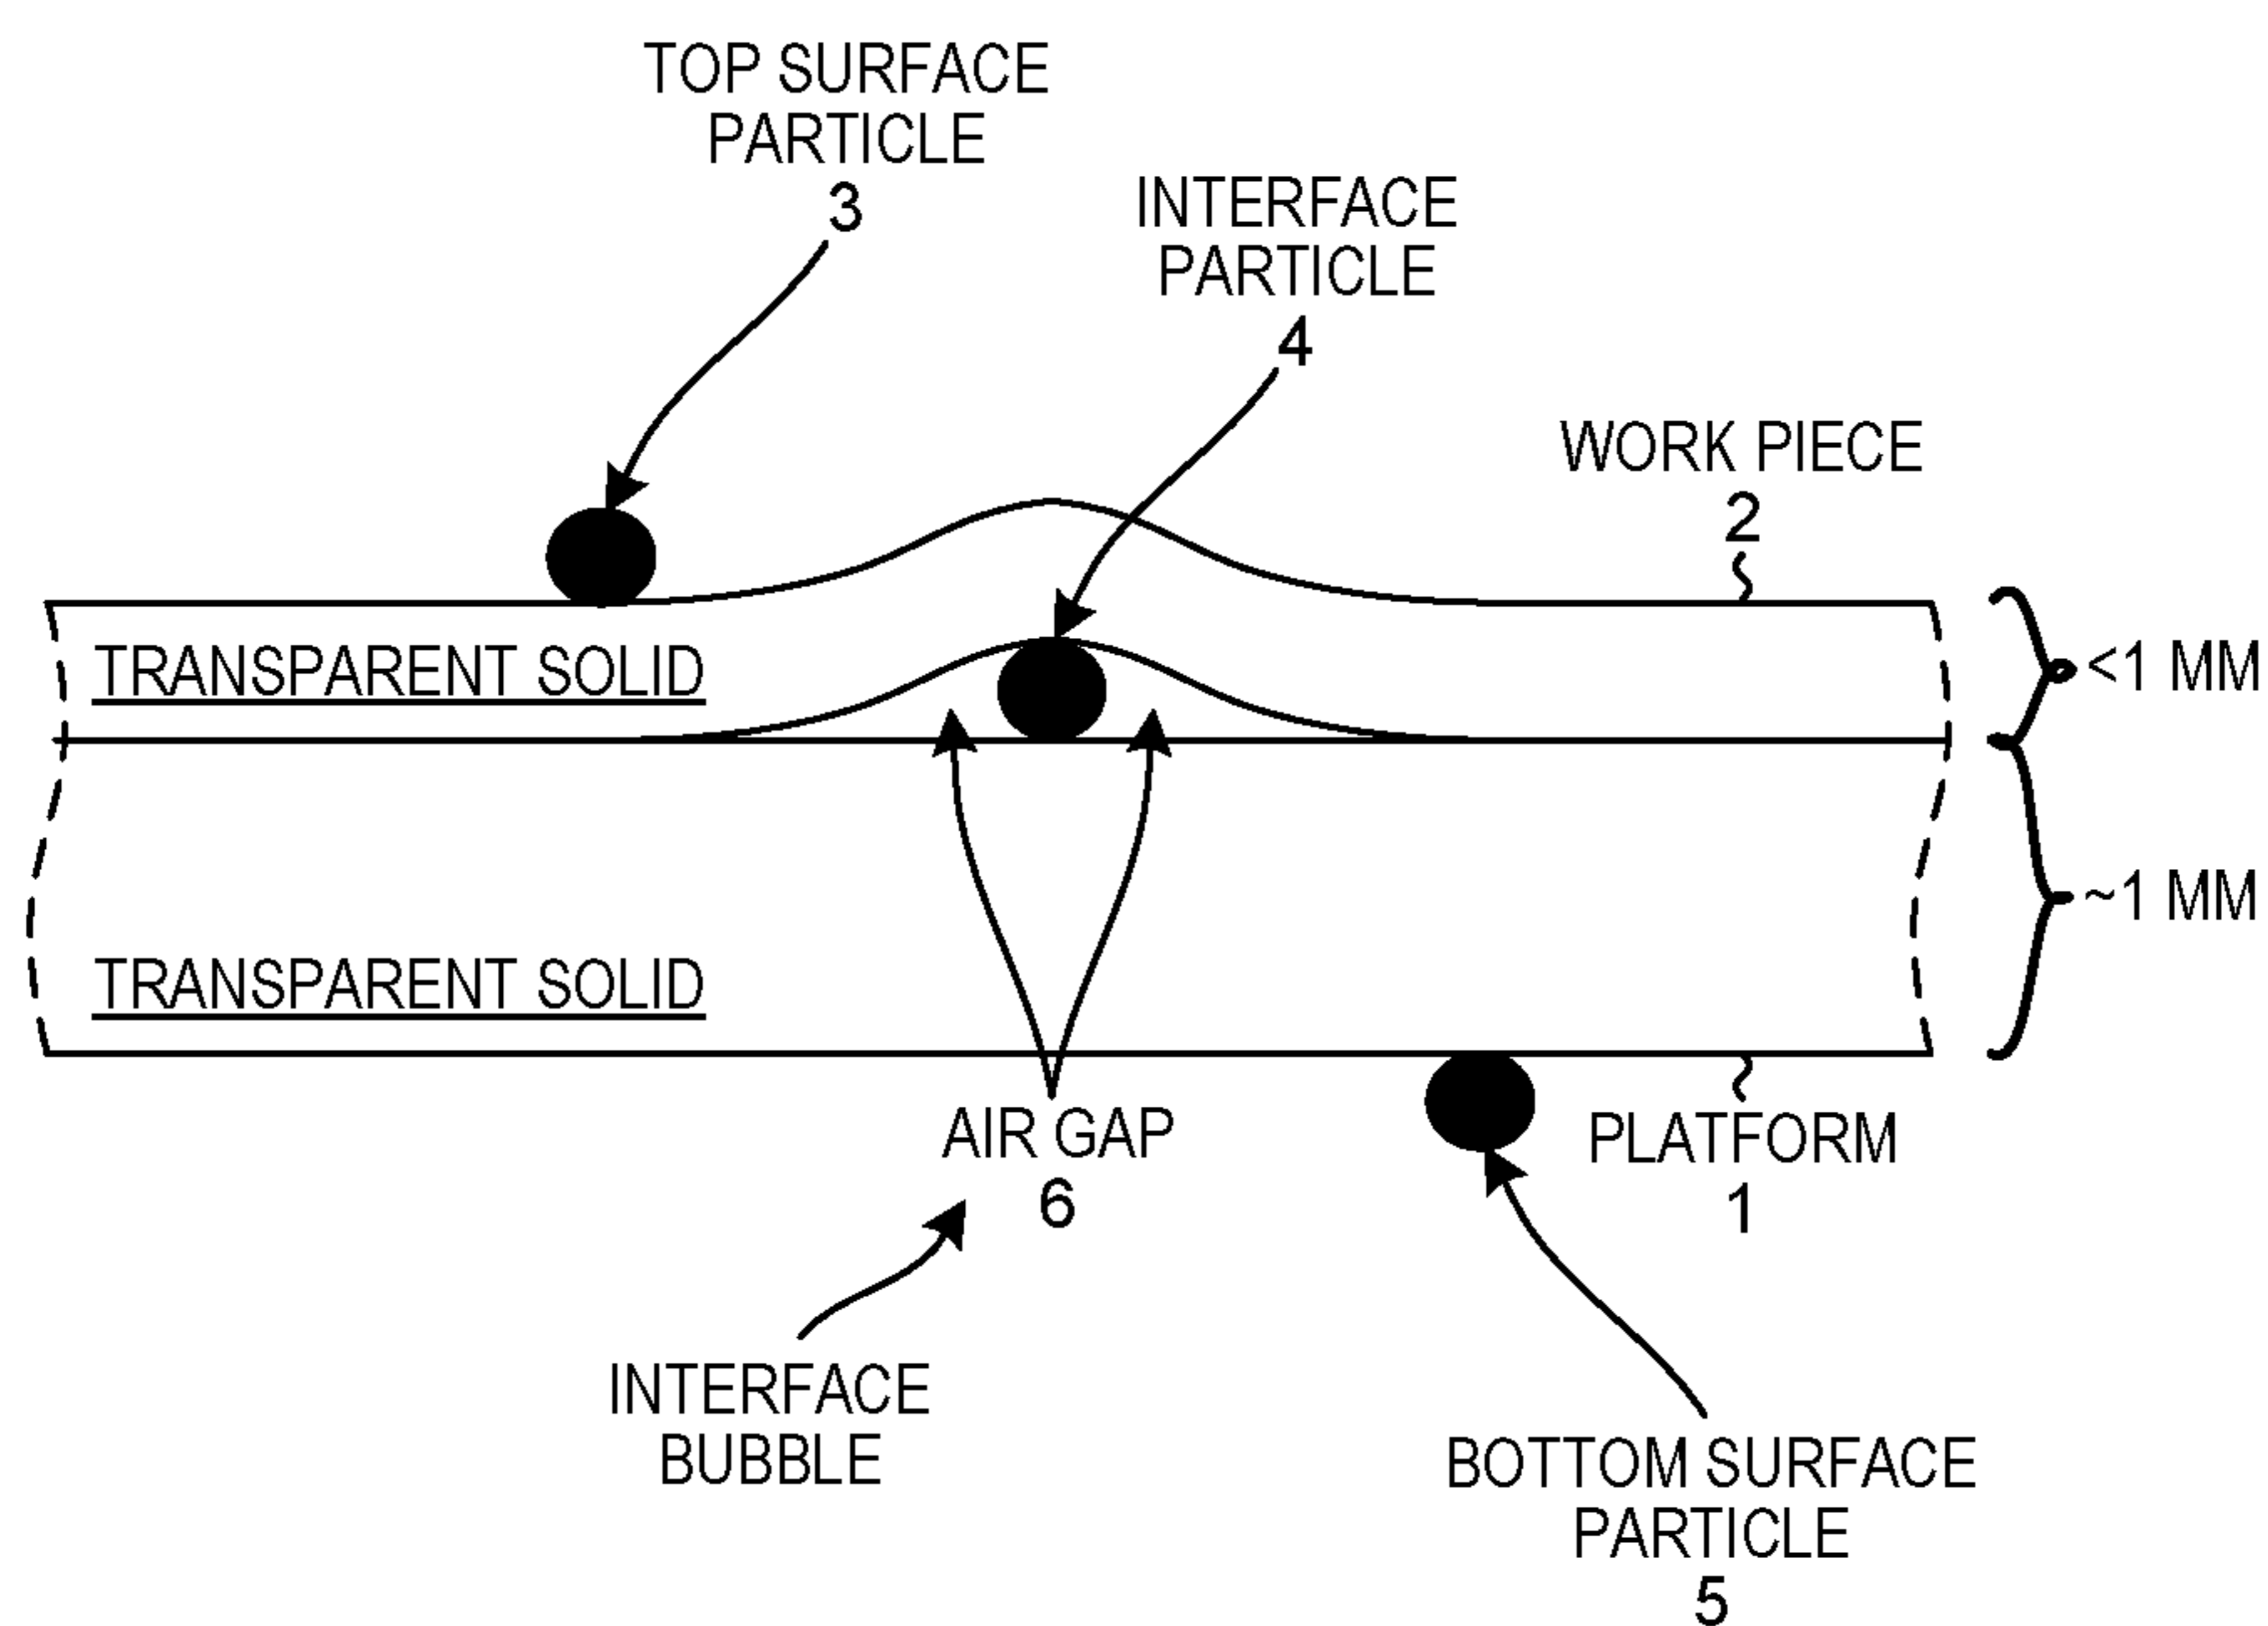 TOP SURFACE
PARTICLE
3
INTERFACE
PARTICLE
4
WORK PIECE
2
TRANSPARENT SOLID
<1 MM
~1 MM
TRANSPARENT SOLID
AIR GAP
6
PLATFORM
1
INTERFACE
BUBBLE
BOTTOM SURFACE
PARTICLE
5